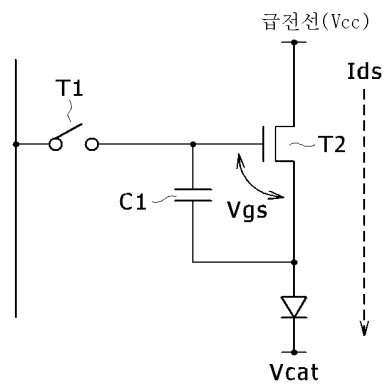 급전선(Vcc)
Ids
T1
T2
C1
Vgs
Vcat